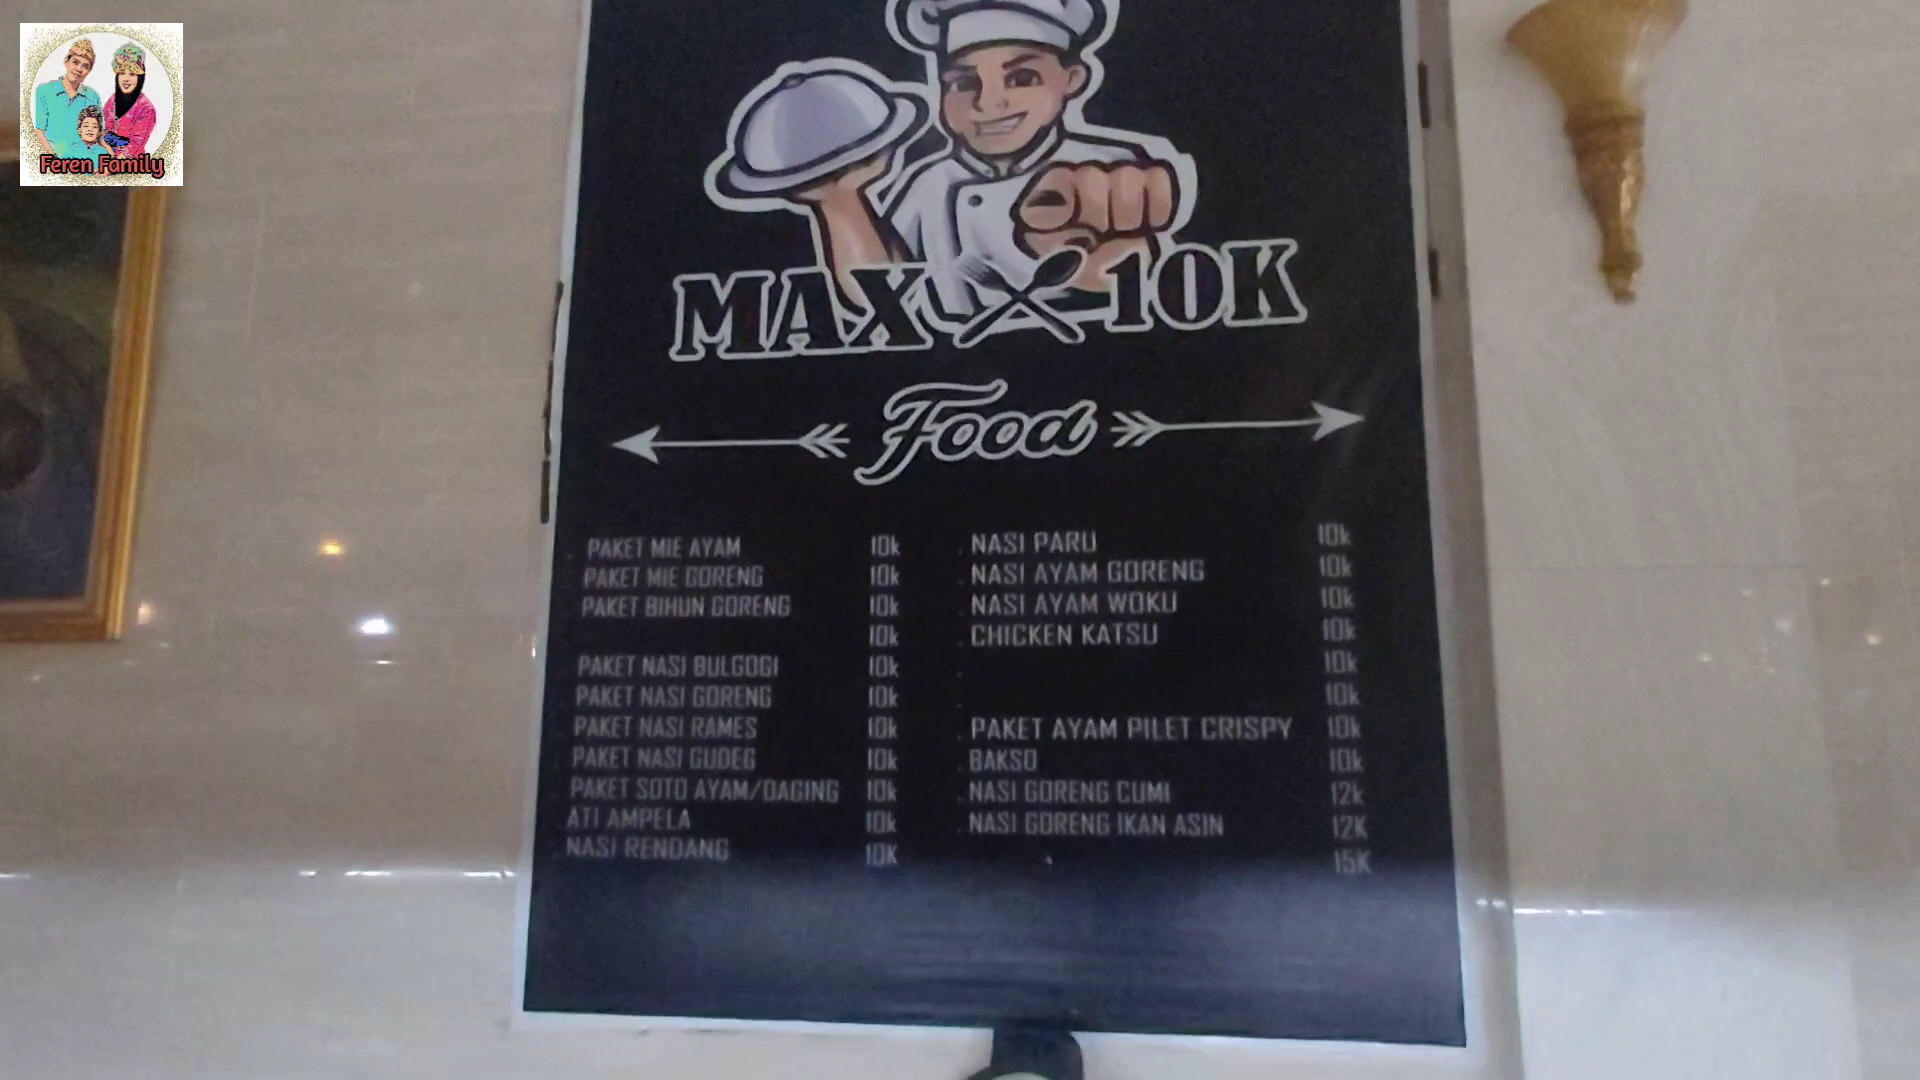 Feren Family
MAX 10K
Food
PAKET MIE AYAM 10k
PAKET MIE GORENG 10k
PAKET BIHUN GORENG 10k
10k
PAKET NASI BULGOGI 10k
PAKET NASI GORENG 10k
PAKET NASI RAMES 10k
PAKET NASI GUDEG 10k
PAKET SOTO AYAM/DAGING 10k
ATI AMPELA 10k
. NASI RENDANG 10K
. NASI PARU 10k
. NASI AYAM GORENG 10k
. NASI AYAM WOKU 10k
. CHICKEN KATSU 10k
. 10k
. 10k
. PAKET AYAM PILET CRISPY 10k
. BAKSO 10k
. NASI GORENG CUMI 12k
. NASI GORENG IKAN ASIN 12K
15K